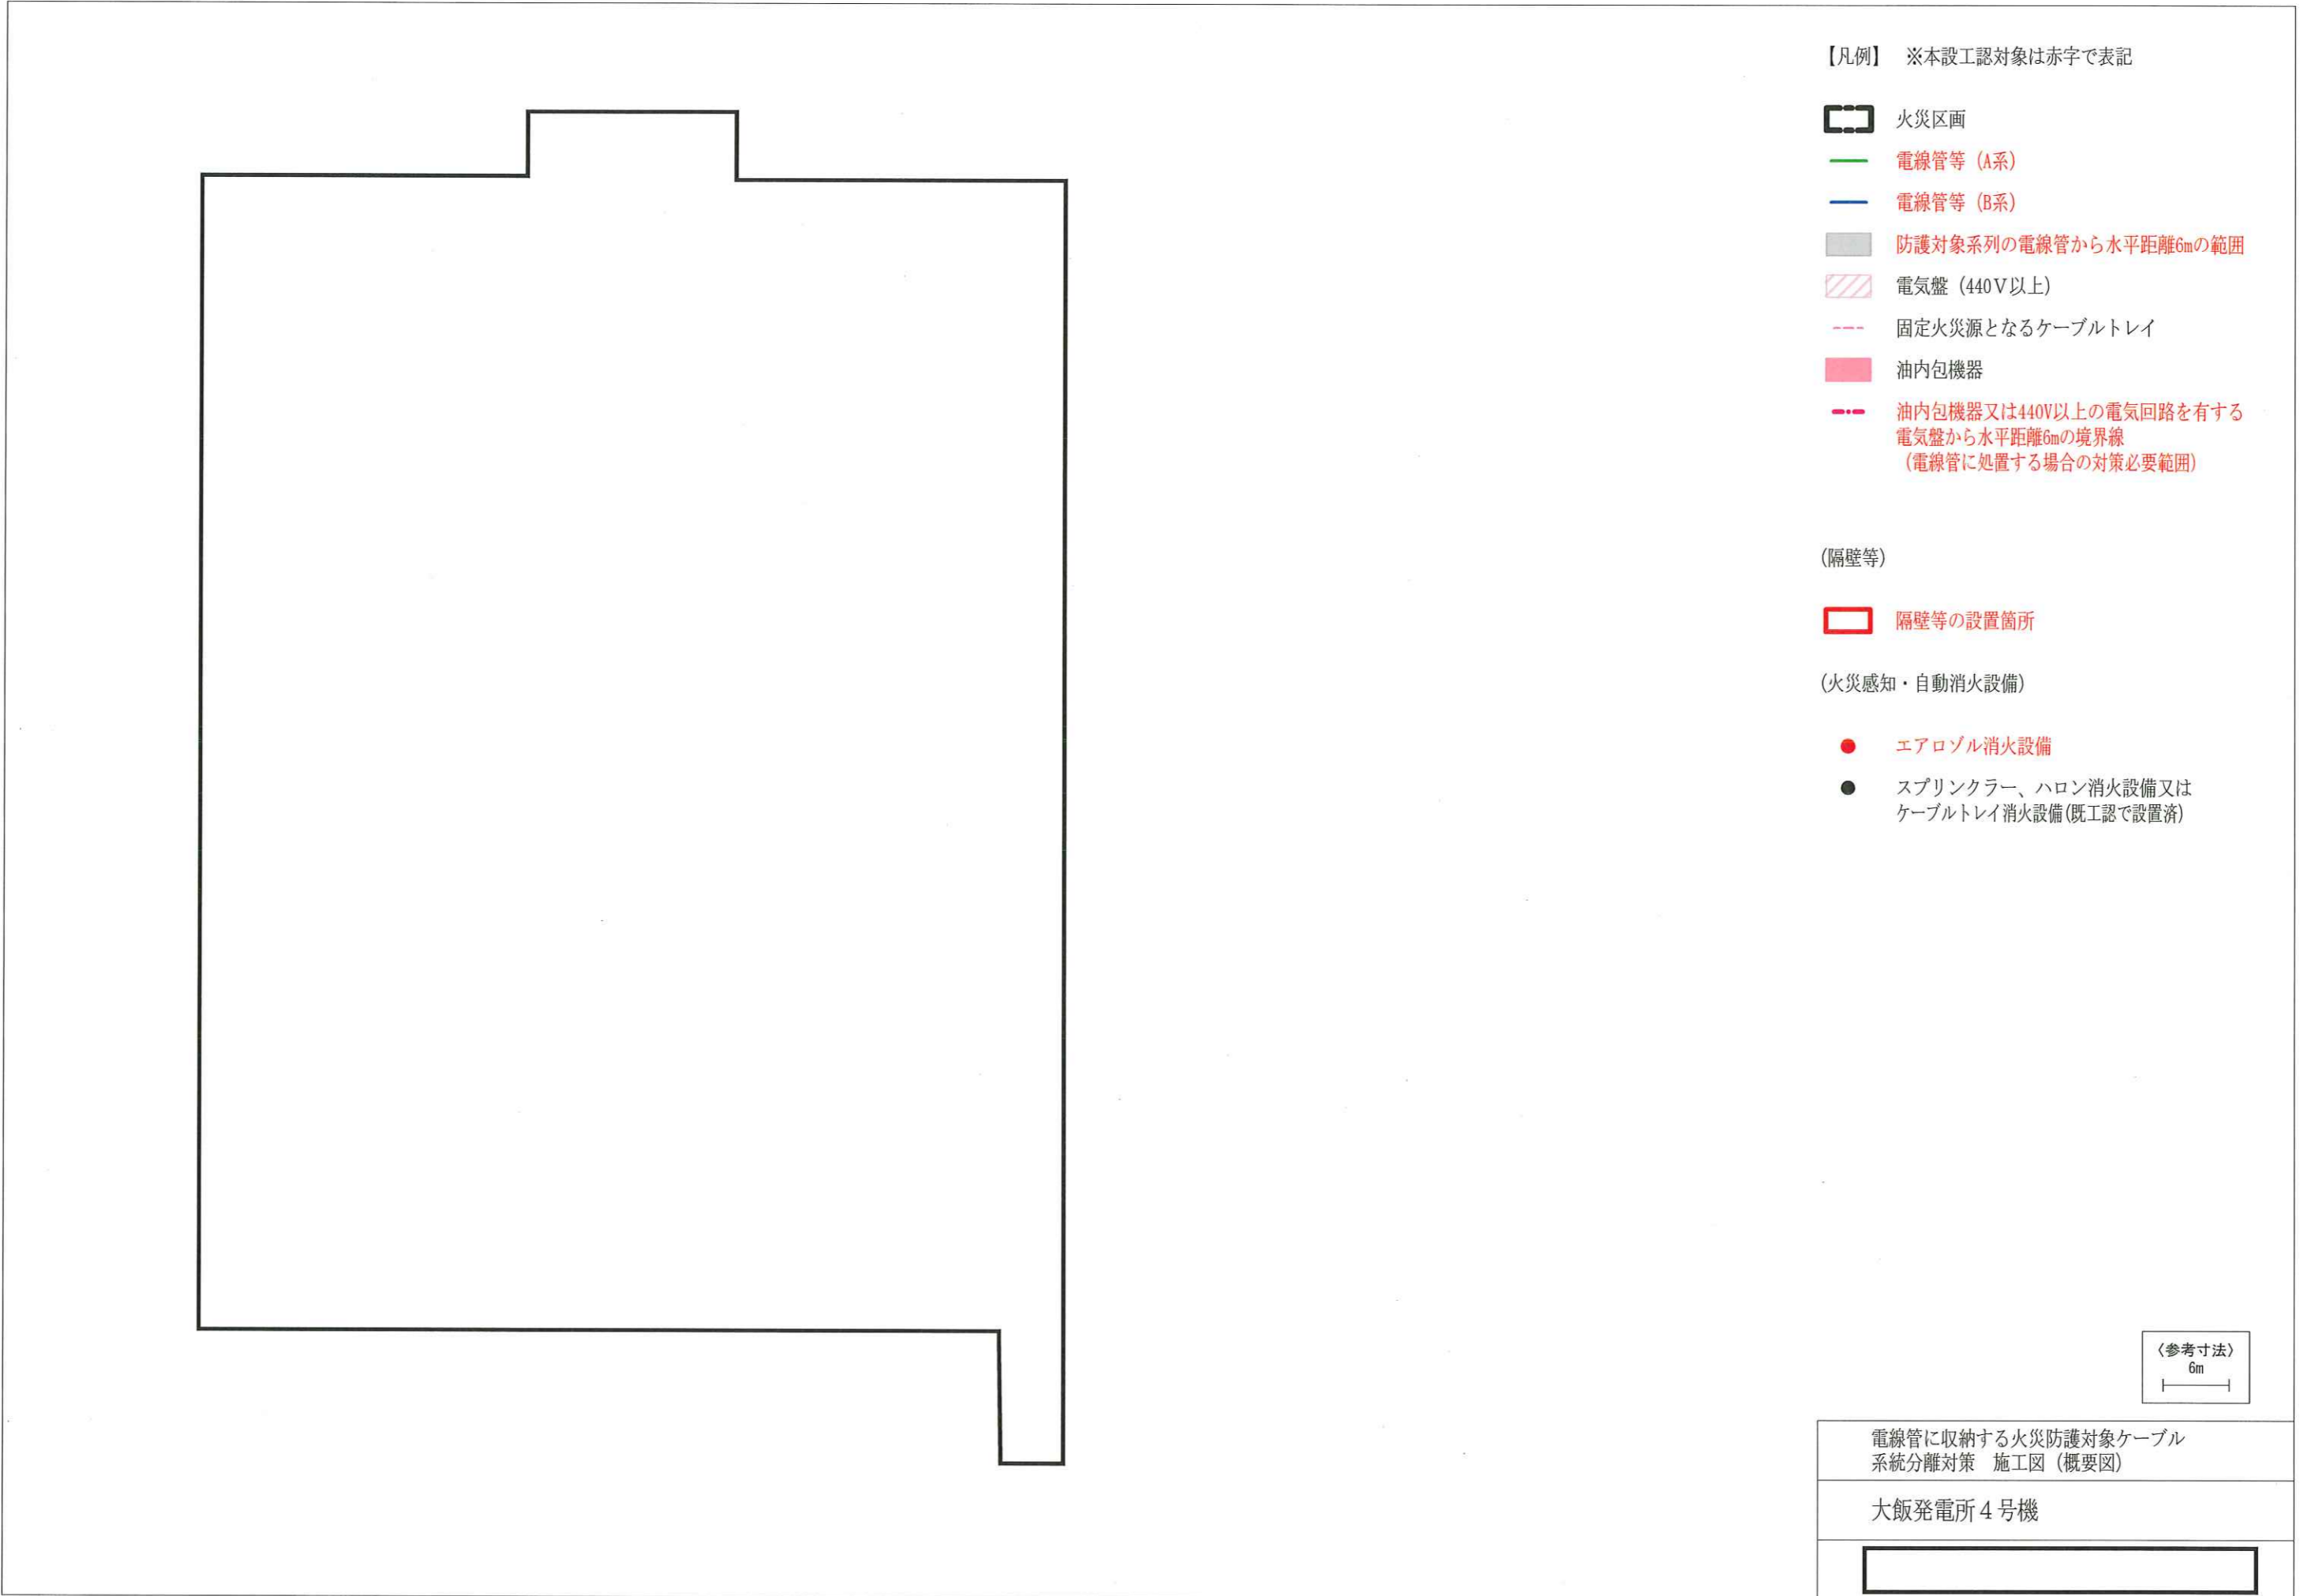 【凡例】　※本設工認対象は赤字で表記
火災区画
電線管等（A系）
電線管等（B系）
防護対象系列の電線管から水平距離6mの範囲
電気盤（440Ｖ以上）
固定火災源となるケーブルトレイ
油内包機器
油内包機器又は440V以上の電気回路を有する
電気盤から水平距離6mの境界線
（電線管に処置する場合の対策必要範囲）
(隔壁等)
隔壁等の設置箇所
(火災感知・自動消火設備)
エアロゾル消火設備
スプリンクラー、ハロン消火設備又は
ケーブルトレイ消火設備(既工認で設置済)
〈参考寸法〉
6m
電線管に収納する火災防護対象ケーブル
系統分離対策　施工図（概要図）
大飯発電所４号機